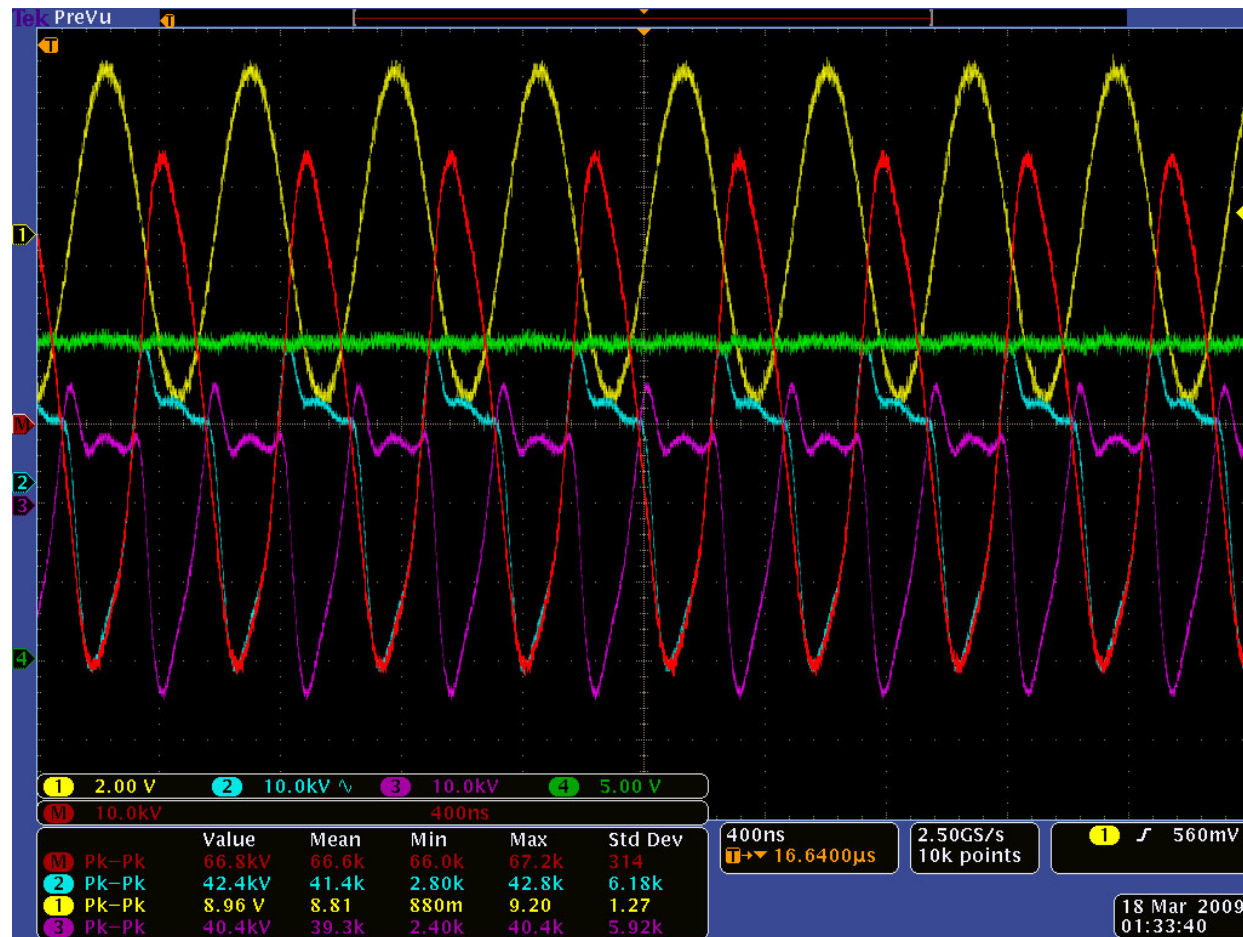 Tek PreVu
T
T
1
M
2
3
4
1 2.00 V 2 10.0kV ∿ 3 10.0kV 4 5.00 V
M 10.0kV 400ns
Value Mean Min Max Std Dev
M Pk-Pk 66.8kV 66.6k 66.0k 67.2k 314
2 Pk-Pk 42.4kV 41.4k 2.80k 42.8k 6.18k
1 Pk-Pk 8.96 V 8.81 880m 9.20 1.27
3 Pk-Pk 40.4kV 39.3k 2.40k 40.4k 5.92k
400ns
T→▼ 16.6400μs
2.50GS/s
10k points
1 ƒ 560mV
18 Mar 2009
01:33:40